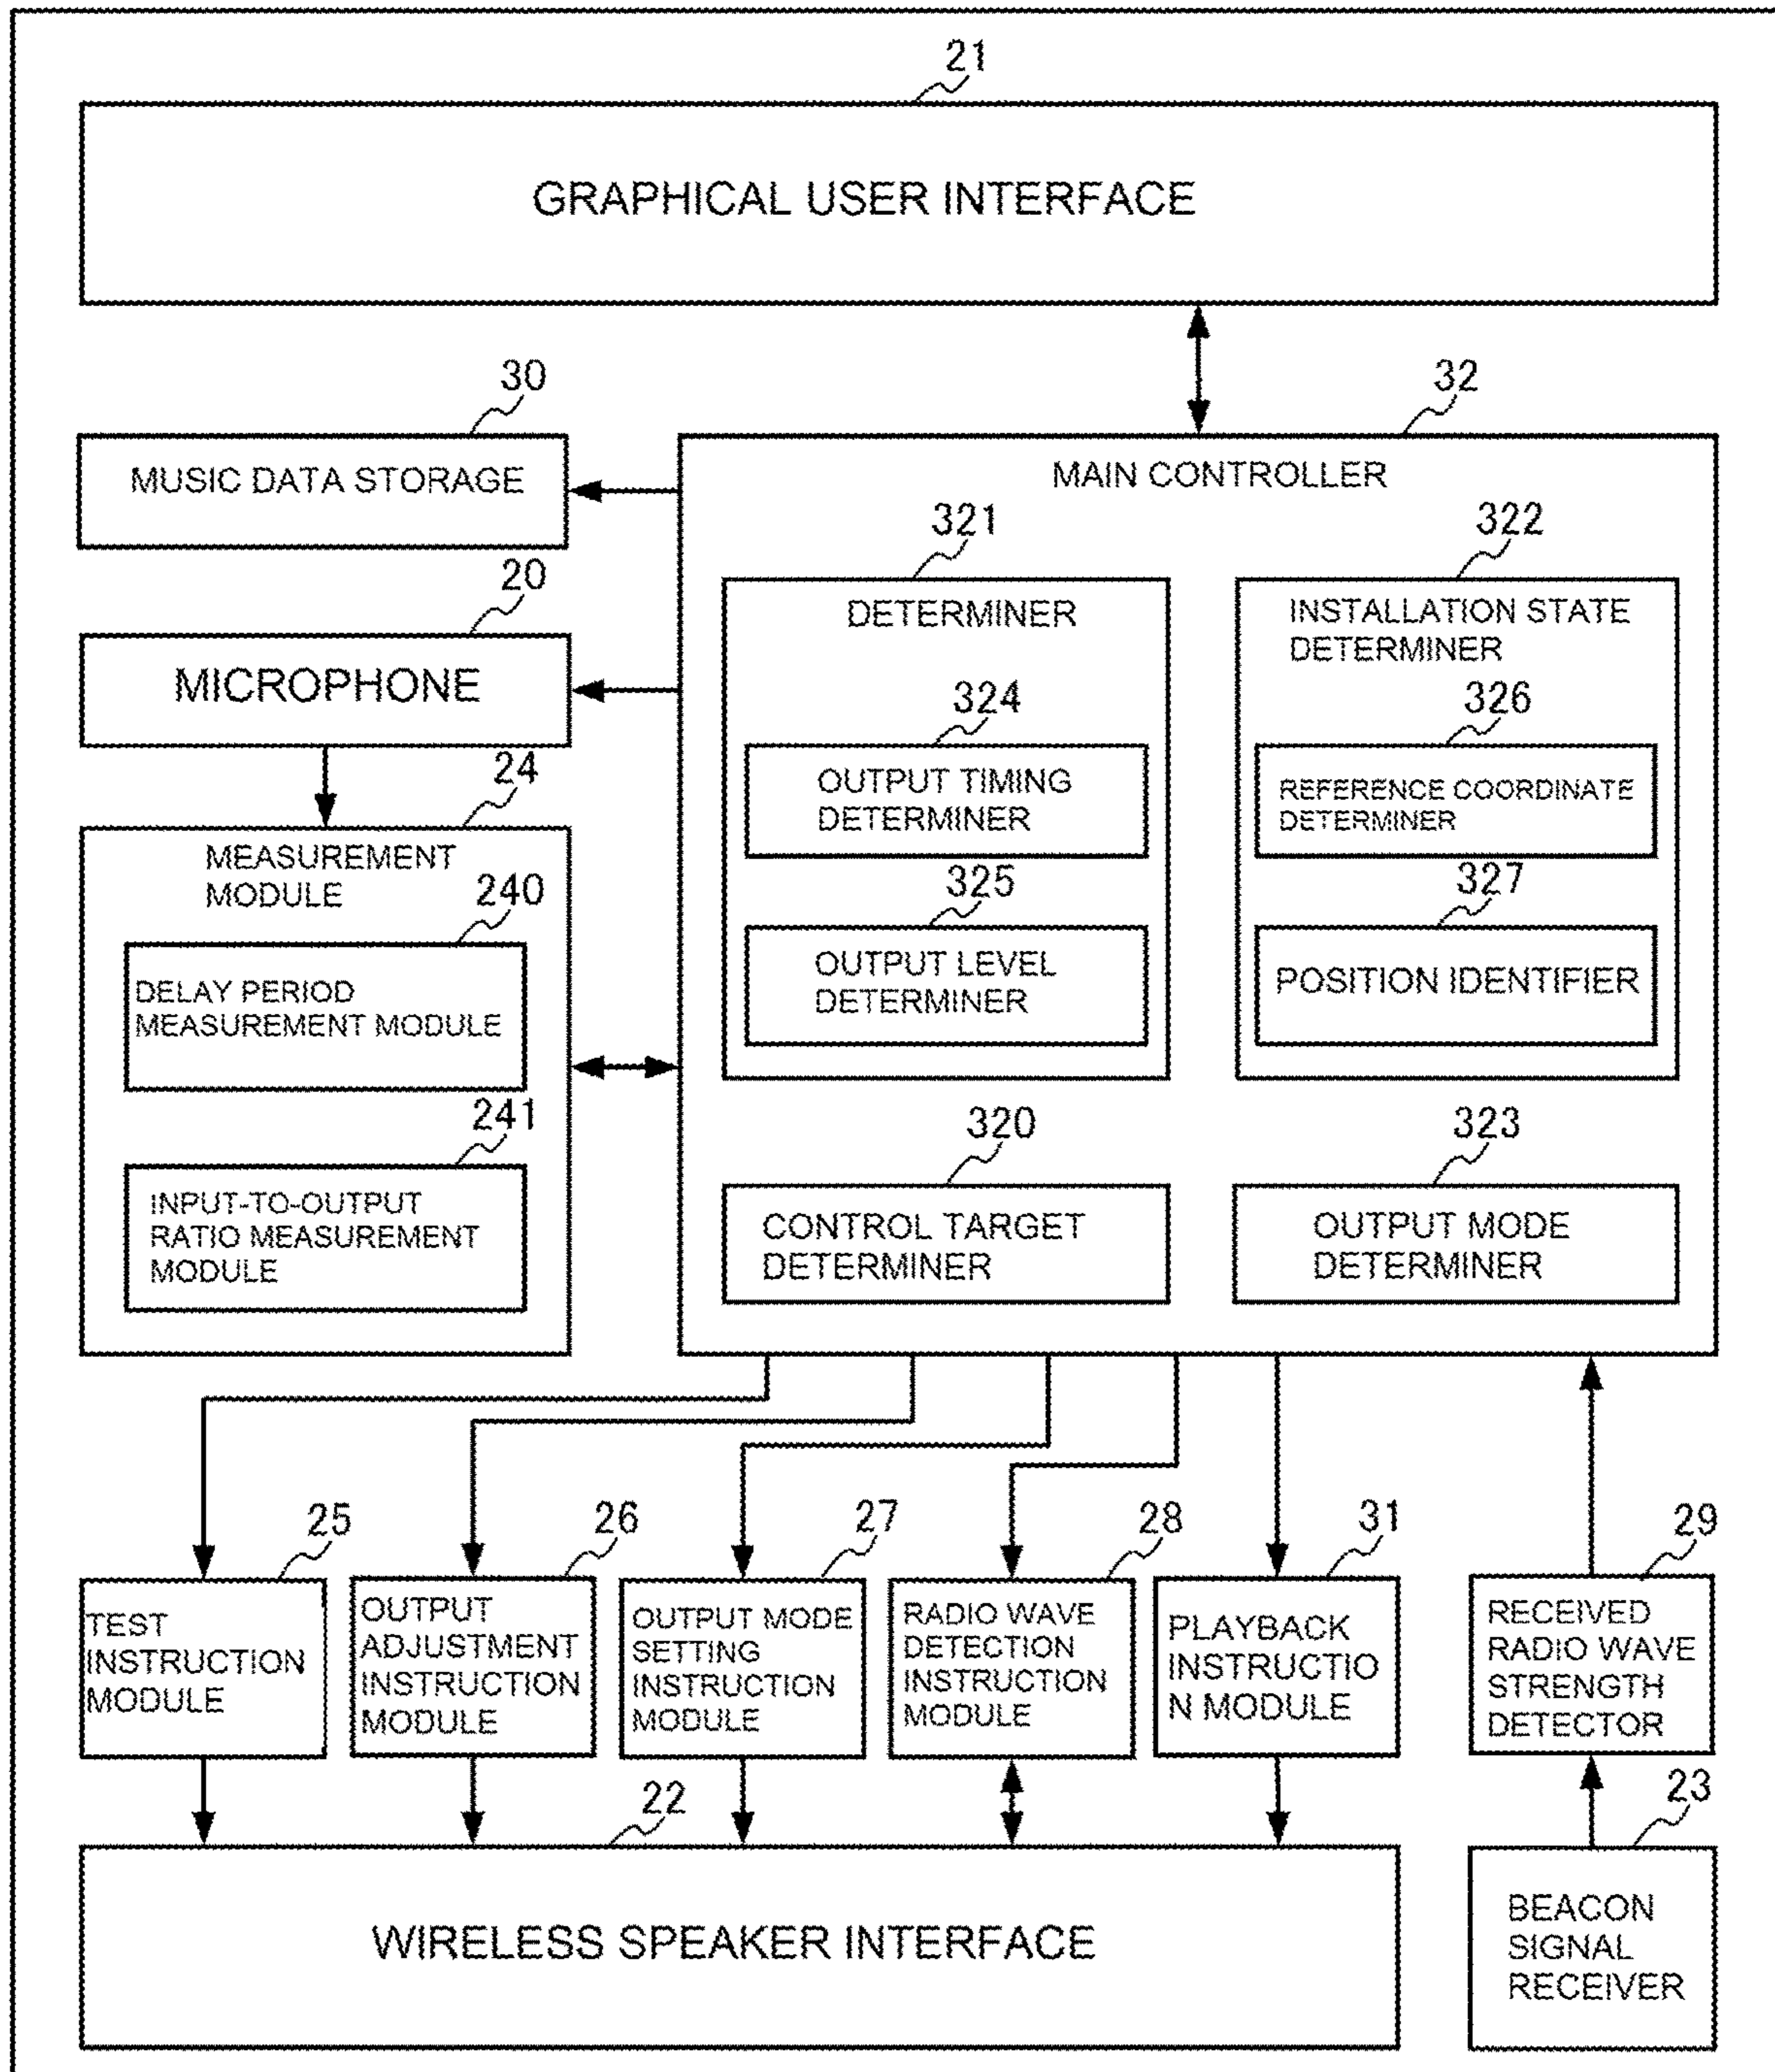 21
GRAPHICAL USER INTERFACE
30
32
MUSIC DATA STORAGE
MAIN CONTROLLER
321
322
20
DETERMINER
INSTALLATION STATE
DETERMINER
MICROPHONE
324
326
OUTPUT TIMING
DETERMINER
REFERENCE COORDINATE
DETERMINER
24
MEASUREMENT
MODULE
325
327
240
OUTPUT LEVEL
DETERMINER
POSITION IDENTIFIER
DELAY PERIOD
MEASUREMENT MODULE
241
320
323
INPUT-TO-OUTPUT
RATIO MEASUREMENT
MODULE
CONTROL TARGET
DETERMINER
OUTPUT MODE
DETERMINER
25
26
27
28
31
29
TEST
INSTRUCTION
MODULE
OUTPUT
ADJUSTMENT
INSTRUCTION
MODULE
OUTPUT MODE
SETTING
INSTRUCTION
MODULE
RADIO WAVE
DETECTION
INSTRUCTION
MODULE
PLAYBACK
INSTRUCTIO
N MODULE
RECEIVED
RADIO WAVE
STRENGTH
DETECTOR
22
23
WIRELESS SPEAKER INTERFACE
BEACON
SIGNAL
RECEIVER